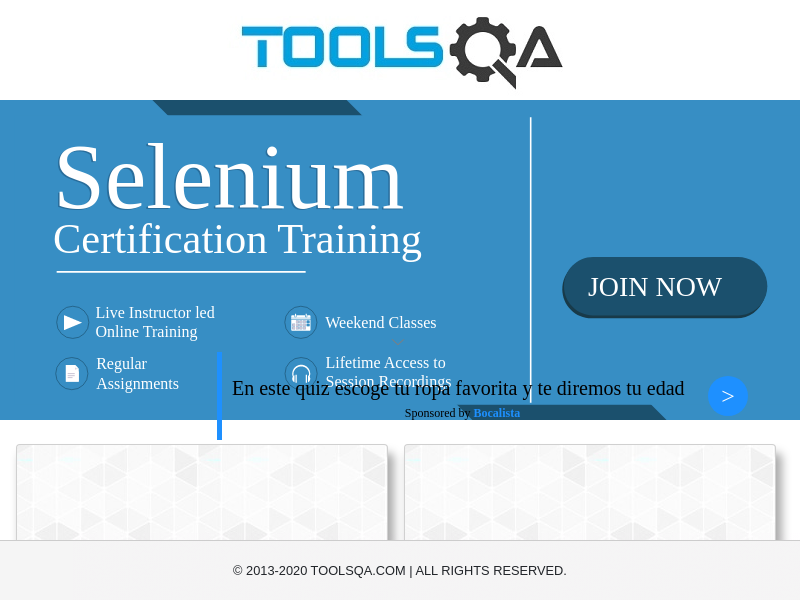 TOOLSQA
Selenium
Certification Training
JOIN NOW
Live Instructor led
Online Training
Weekend Classes
Regular
Assignments
Lifetime Access to
Session Recordings
En este quiz escoge tu ropa favorita y te diremos tu edad
>
Sponsored by Bocalista
© 2013-2020 TOOLSQA.COM | ALL RIGHTS RESERVED.